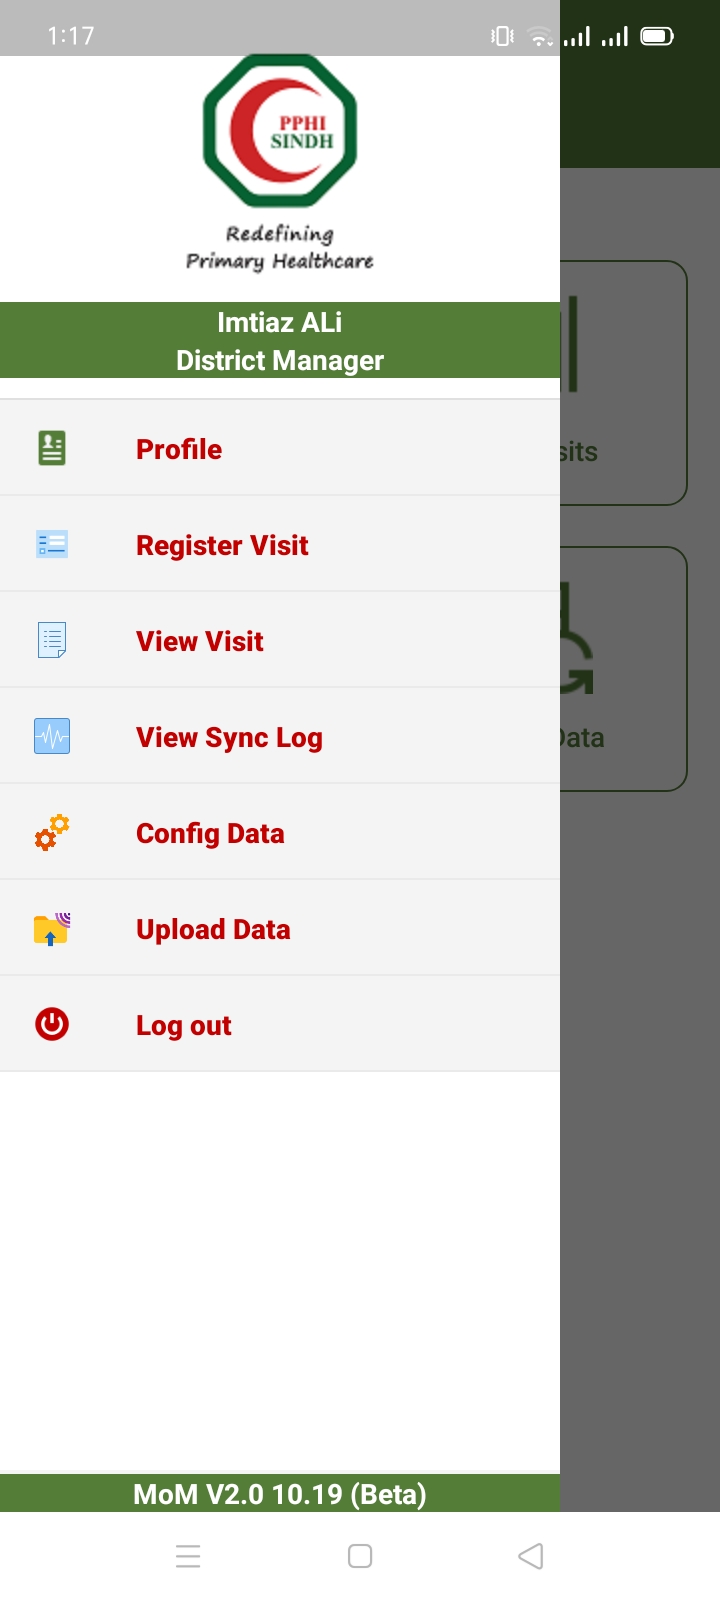 1:17
PPHI
SINDH
Redefining
Primary Healthcare
Imtiaz ALi
District Manager
Profile
sits
Register Visit
View Visit
View Sync Log
Data
Config Data
Upload Data
Log out
MoM V2.0 10.19 (Beta)